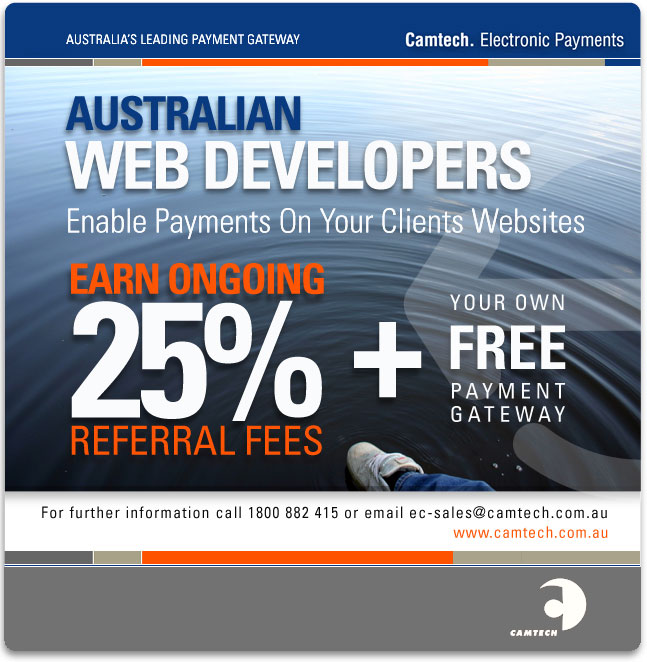 AUSTRALIA'S LEADING PAYMENT GATEWAY
Camtech. Electronic Payments
AUSTRALIAN
WEB DEVELOPERS
Enable Payments On Your Clients Websites
EARN ONGOING
25%
REFERRAL FEES
+
YOUR OWN
FREE
PAYMENT
GATEWAY
For further information call 1800 882 415 or email ec-sales@camtech.com.au
www.camtech.com.au
CAMTECH